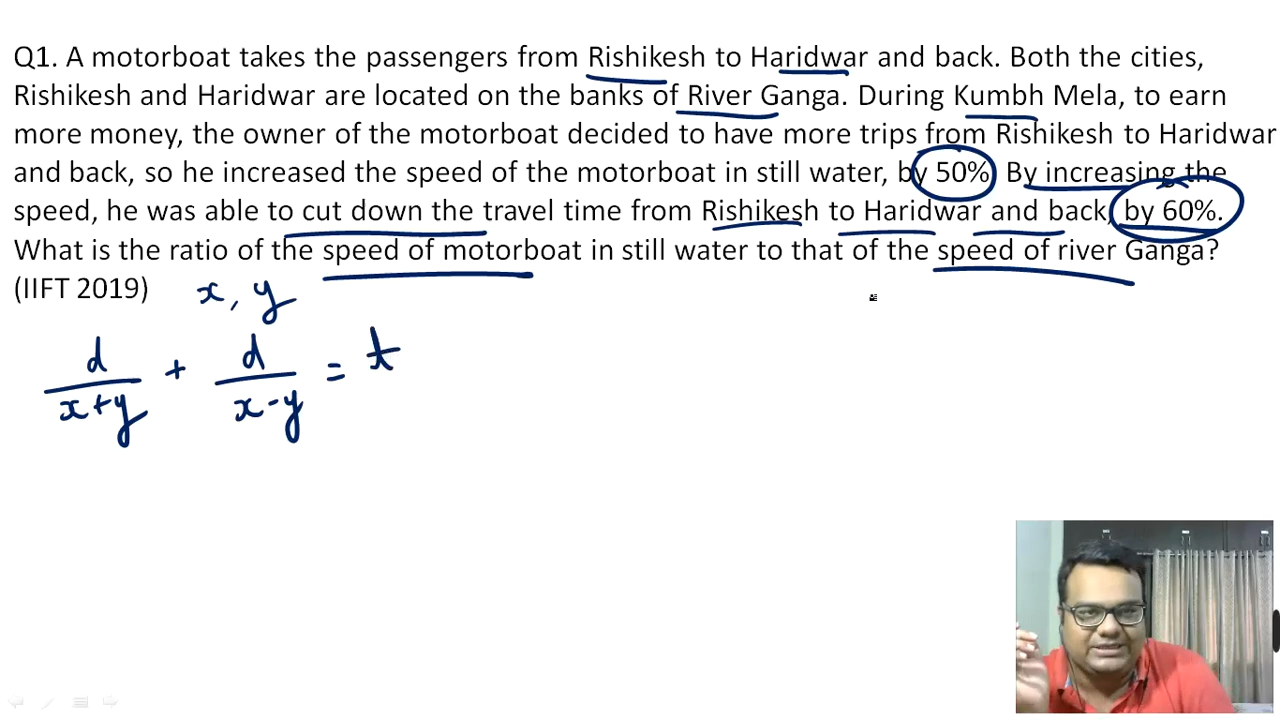 Q1. A motorboat takes the passengers from Rishikesh to Haridwar and back. Both the cities,
Rishikesh and Haridwar are located on the banks of River Ganga. During Kumbh Mela, to earn
more money, the owner of the motorboat decided to have more trips from Rishikesh to Haridwar
and back, so he increased the speed of the motorboat in still water, by 50% By increasing the
speed, he was able to cut down the travel time from Rishikesh to Haridwar and back, by 60%.
What is the ratio of the speed of motorboat in still water to that of the speed of river Ganga?
(IIFT 2019) x, y
d/(x+y) + d/(x-y) = t